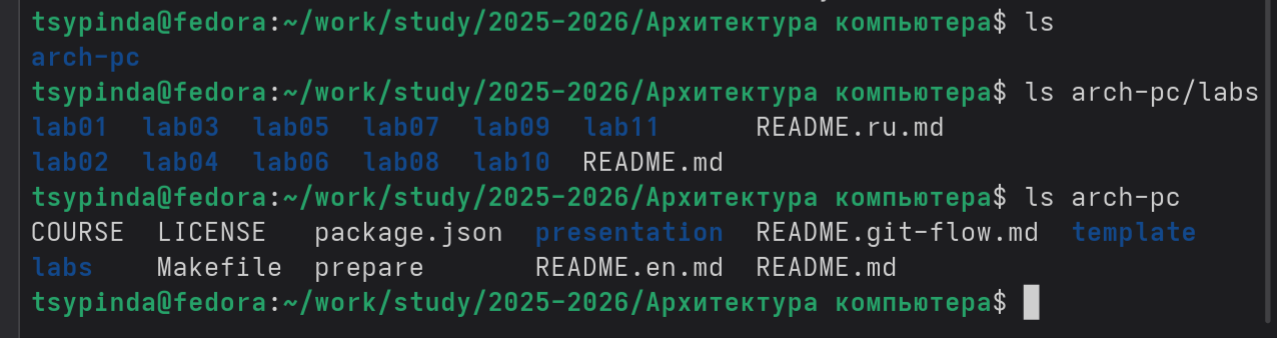 tsypinda@fedora:~/work/study/2025-2026/Архитектура компьютера$ ls
arch-pc
tsypinda@fedora:~/work/study/2025-2026/Архитектура компьютера$ ls arch-pc/labs
lab01  lab03  lab05  lab07  lab09  lab11      README.ru.md
lab02  lab04  lab06  lab08  lab10  README.md
tsypinda@fedora:~/work/study/2025-2026/Архитектура компьютера$ ls arch-pc
COURSE  LICENSE   package.json  presentation  README.git-flow.md  template
labs    Makefile  prepare       README.en.md  README.md
tsypinda@fedora:~/work/study/2025-2026/Архитектура компьютера$